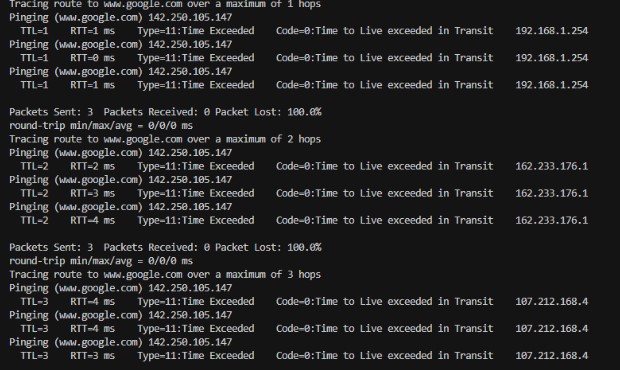 Tracing route to www.google.com over a maximum of 1 hops
Pinging (www.google.com) 142.250.105.147
TTL=1 RTT=1 ms Type=11:Time Exceeded Code=0:Time to Live exceeded in Transit 192.168.1.254
Pinging (www.google.com) 142.250.105.147
TTL=1 RTT=0 ms Type=11:Time Exceeded Code=0:Time to Live exceeded in Transit 192.168.1.254
Pinging (www.google.com) 142.250.105.147
TTL=1 RTT=1 ms Type=11:Time Exceeded Code=0:Time to Live exceeded in Transit 192.168.1.254
Packets Sent: 3 Packets Received: 0 Packet Lost: 100.0%
round-trip min/max/avg = 0/0/0 ms
Tracing route to www.google.com over a maximum of 2 hops
Pinging (www.google.com) 142.250.105.147
TTL=2 RTT=2 ms Type=11:Time Exceeded Code=0:Time to Live exceeded in Transit 162.233.176.1
Pinging (www.google.com) 142.250.105.147
TTL=2 RTT=3 ms Type=11:Time Exceeded Code=0:Time to Live exceeded in Transit 162.233.176.1
Pinging (www.google.com) 142.250.105.147
TTL=2 RTT=4 ms Type=11:Time Exceeded Code=0:Time to Live exceeded in Transit 162.233.176.1
Packets Sent: 3 Packets Received: 0 Packet Lost: 100.0%
round-trip min/max/avg = 0/0/0 ms
Tracing route to www.google.com over a maximum of 3 hops
Pinging (www.google.com) 142.250.105.147
TTL=3 RTT=4 ms Type=11:Time Exceeded Code=0:Time to Live exceeded in Transit 107.212.168.4
Pinging (www.google.com) 142.250.105.147
TTL=3 RTT=4 ms Type=11:Time Exceeded Code=0:Time to Live exceeded in Transit 107.212.168.4
Pinging (www.google.com) 142.250.105.147
TTL=3 RTT=3 ms Type=11:Time Exceeded Code=0:Time to Live exceeded in Transit 107.212.168.4